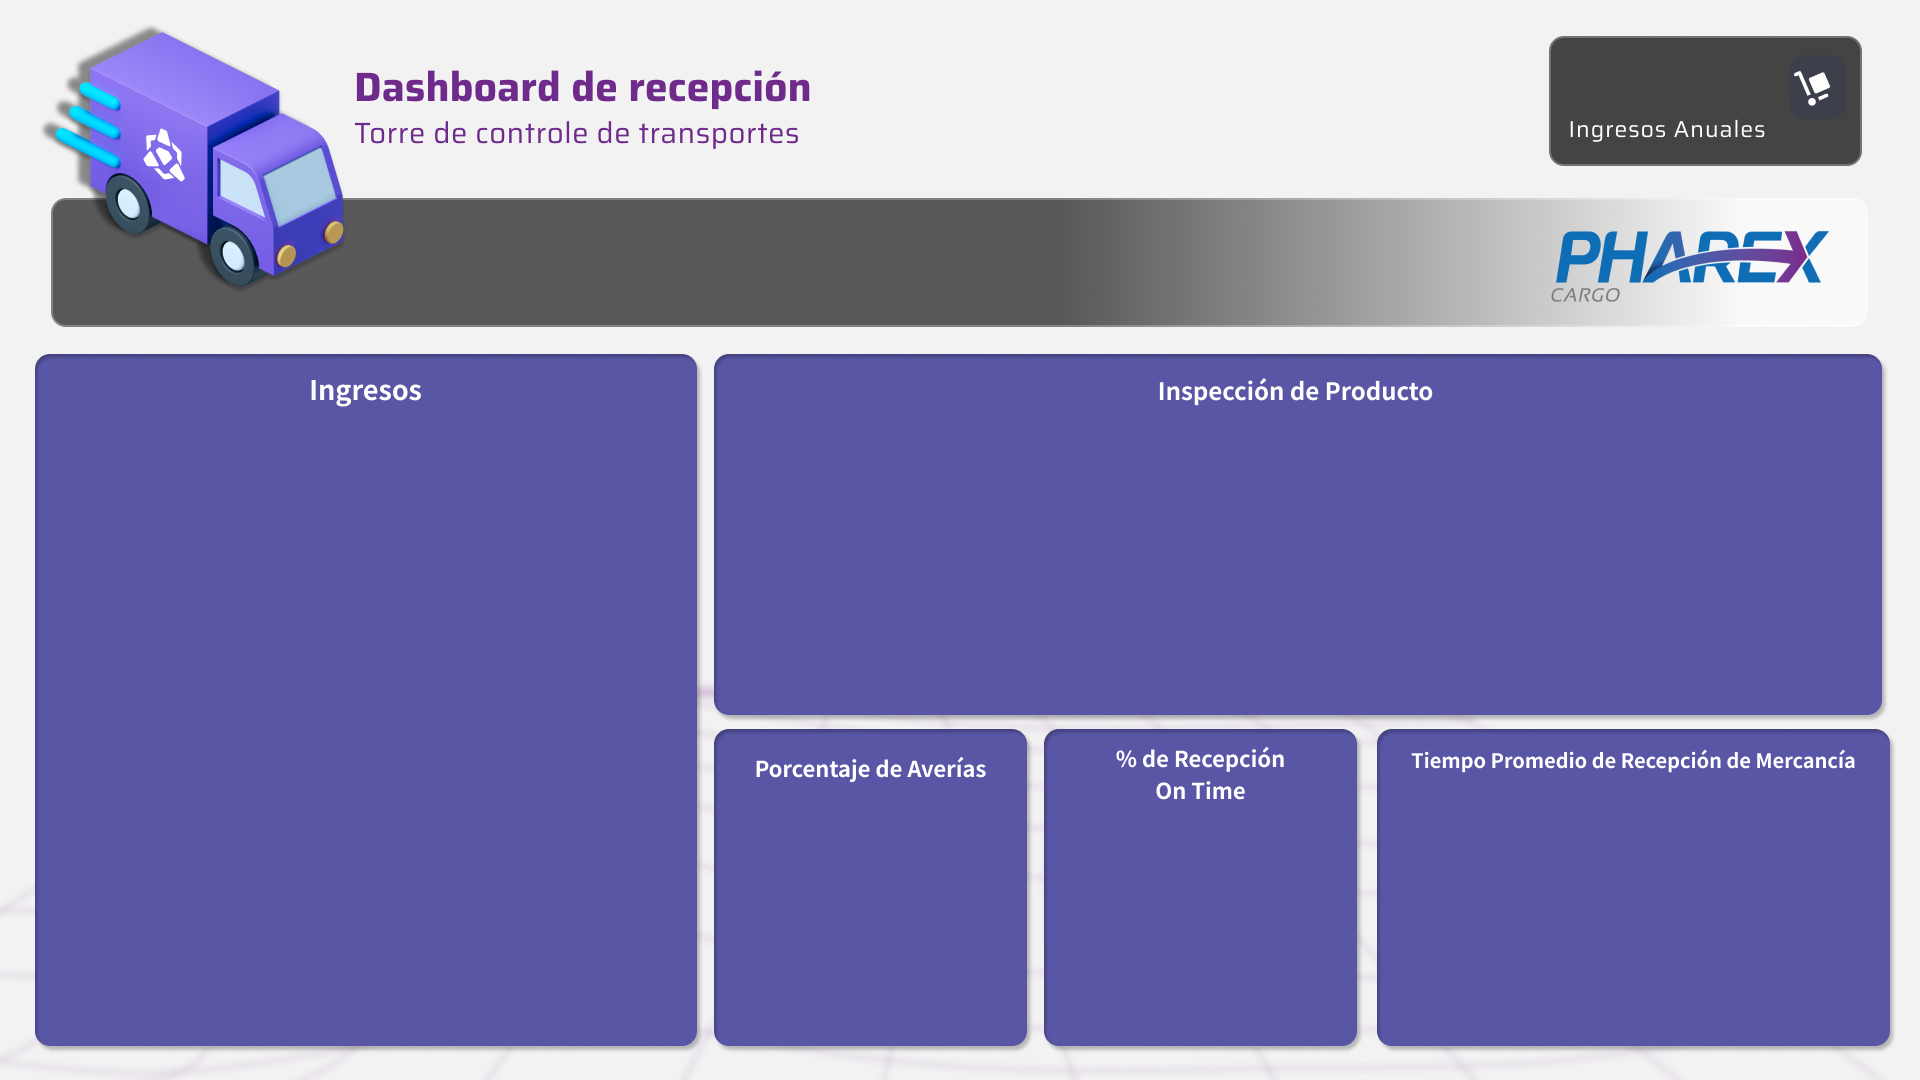 Dashboard de recepción
Torre de controle de transportes
Ingresos Anuales
PHAREX
CARGO
Ingresos
Inspección de Producto
Porcentaje de Averías
% de Recepción
On Time
Tiempo Promedio de Recepción de Mercancía